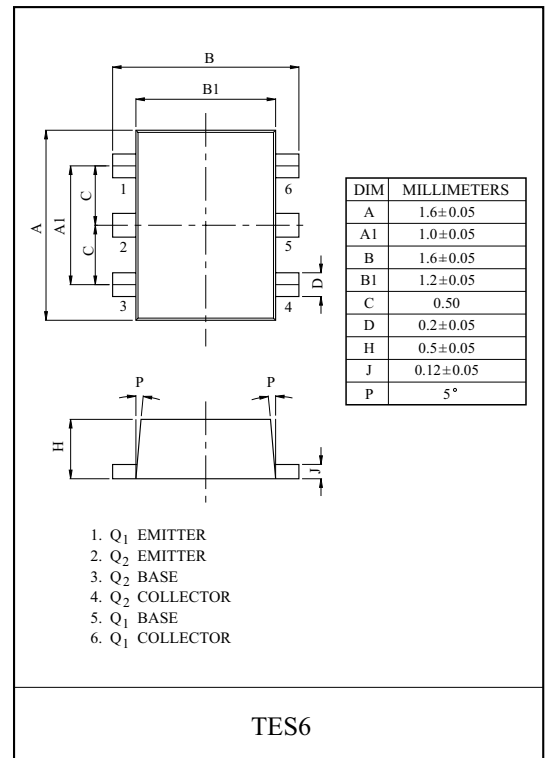 B
B1
1
6
C
A
A1
2
5
C
D
3
4
DIM MILLIMETERS
A 1.6±0.05
A1 1.0±0.05
B 1.6±0.05
B1 1.2±0.05
C 0.50
D 0.2±0.05
H 0.5±0.05
J 0.12±0.05
P 5°
P P
H
J
1. Q1 EMITTER
2. Q2 EMITTER
3. Q2 BASE
4. Q2 COLLECTOR
5. Q1 BASE
6. Q1 COLLECTOR
TES6